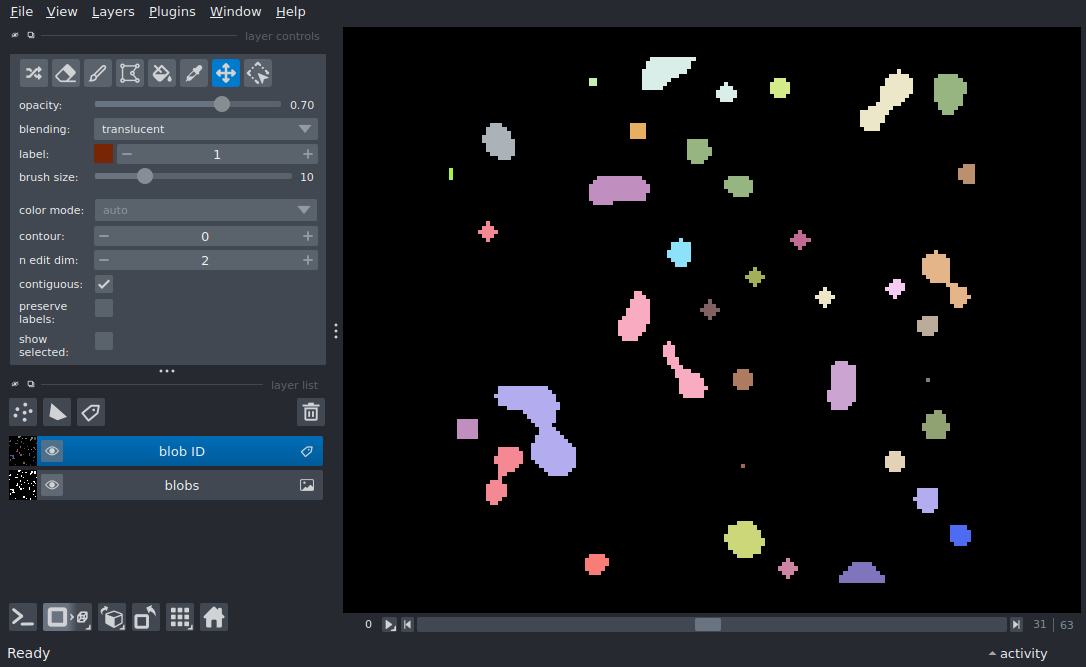 File View Layers Plugins Window Help
layer controls
opacity: 0.70
blending: translucent
label: 1
brush size: 10
color mode: auto
contour: 0
n edit dim: 2
contiguous:
preserve
labels:
show
selected:
layer list
blob ID
blobs
0 31 63
Ready activity